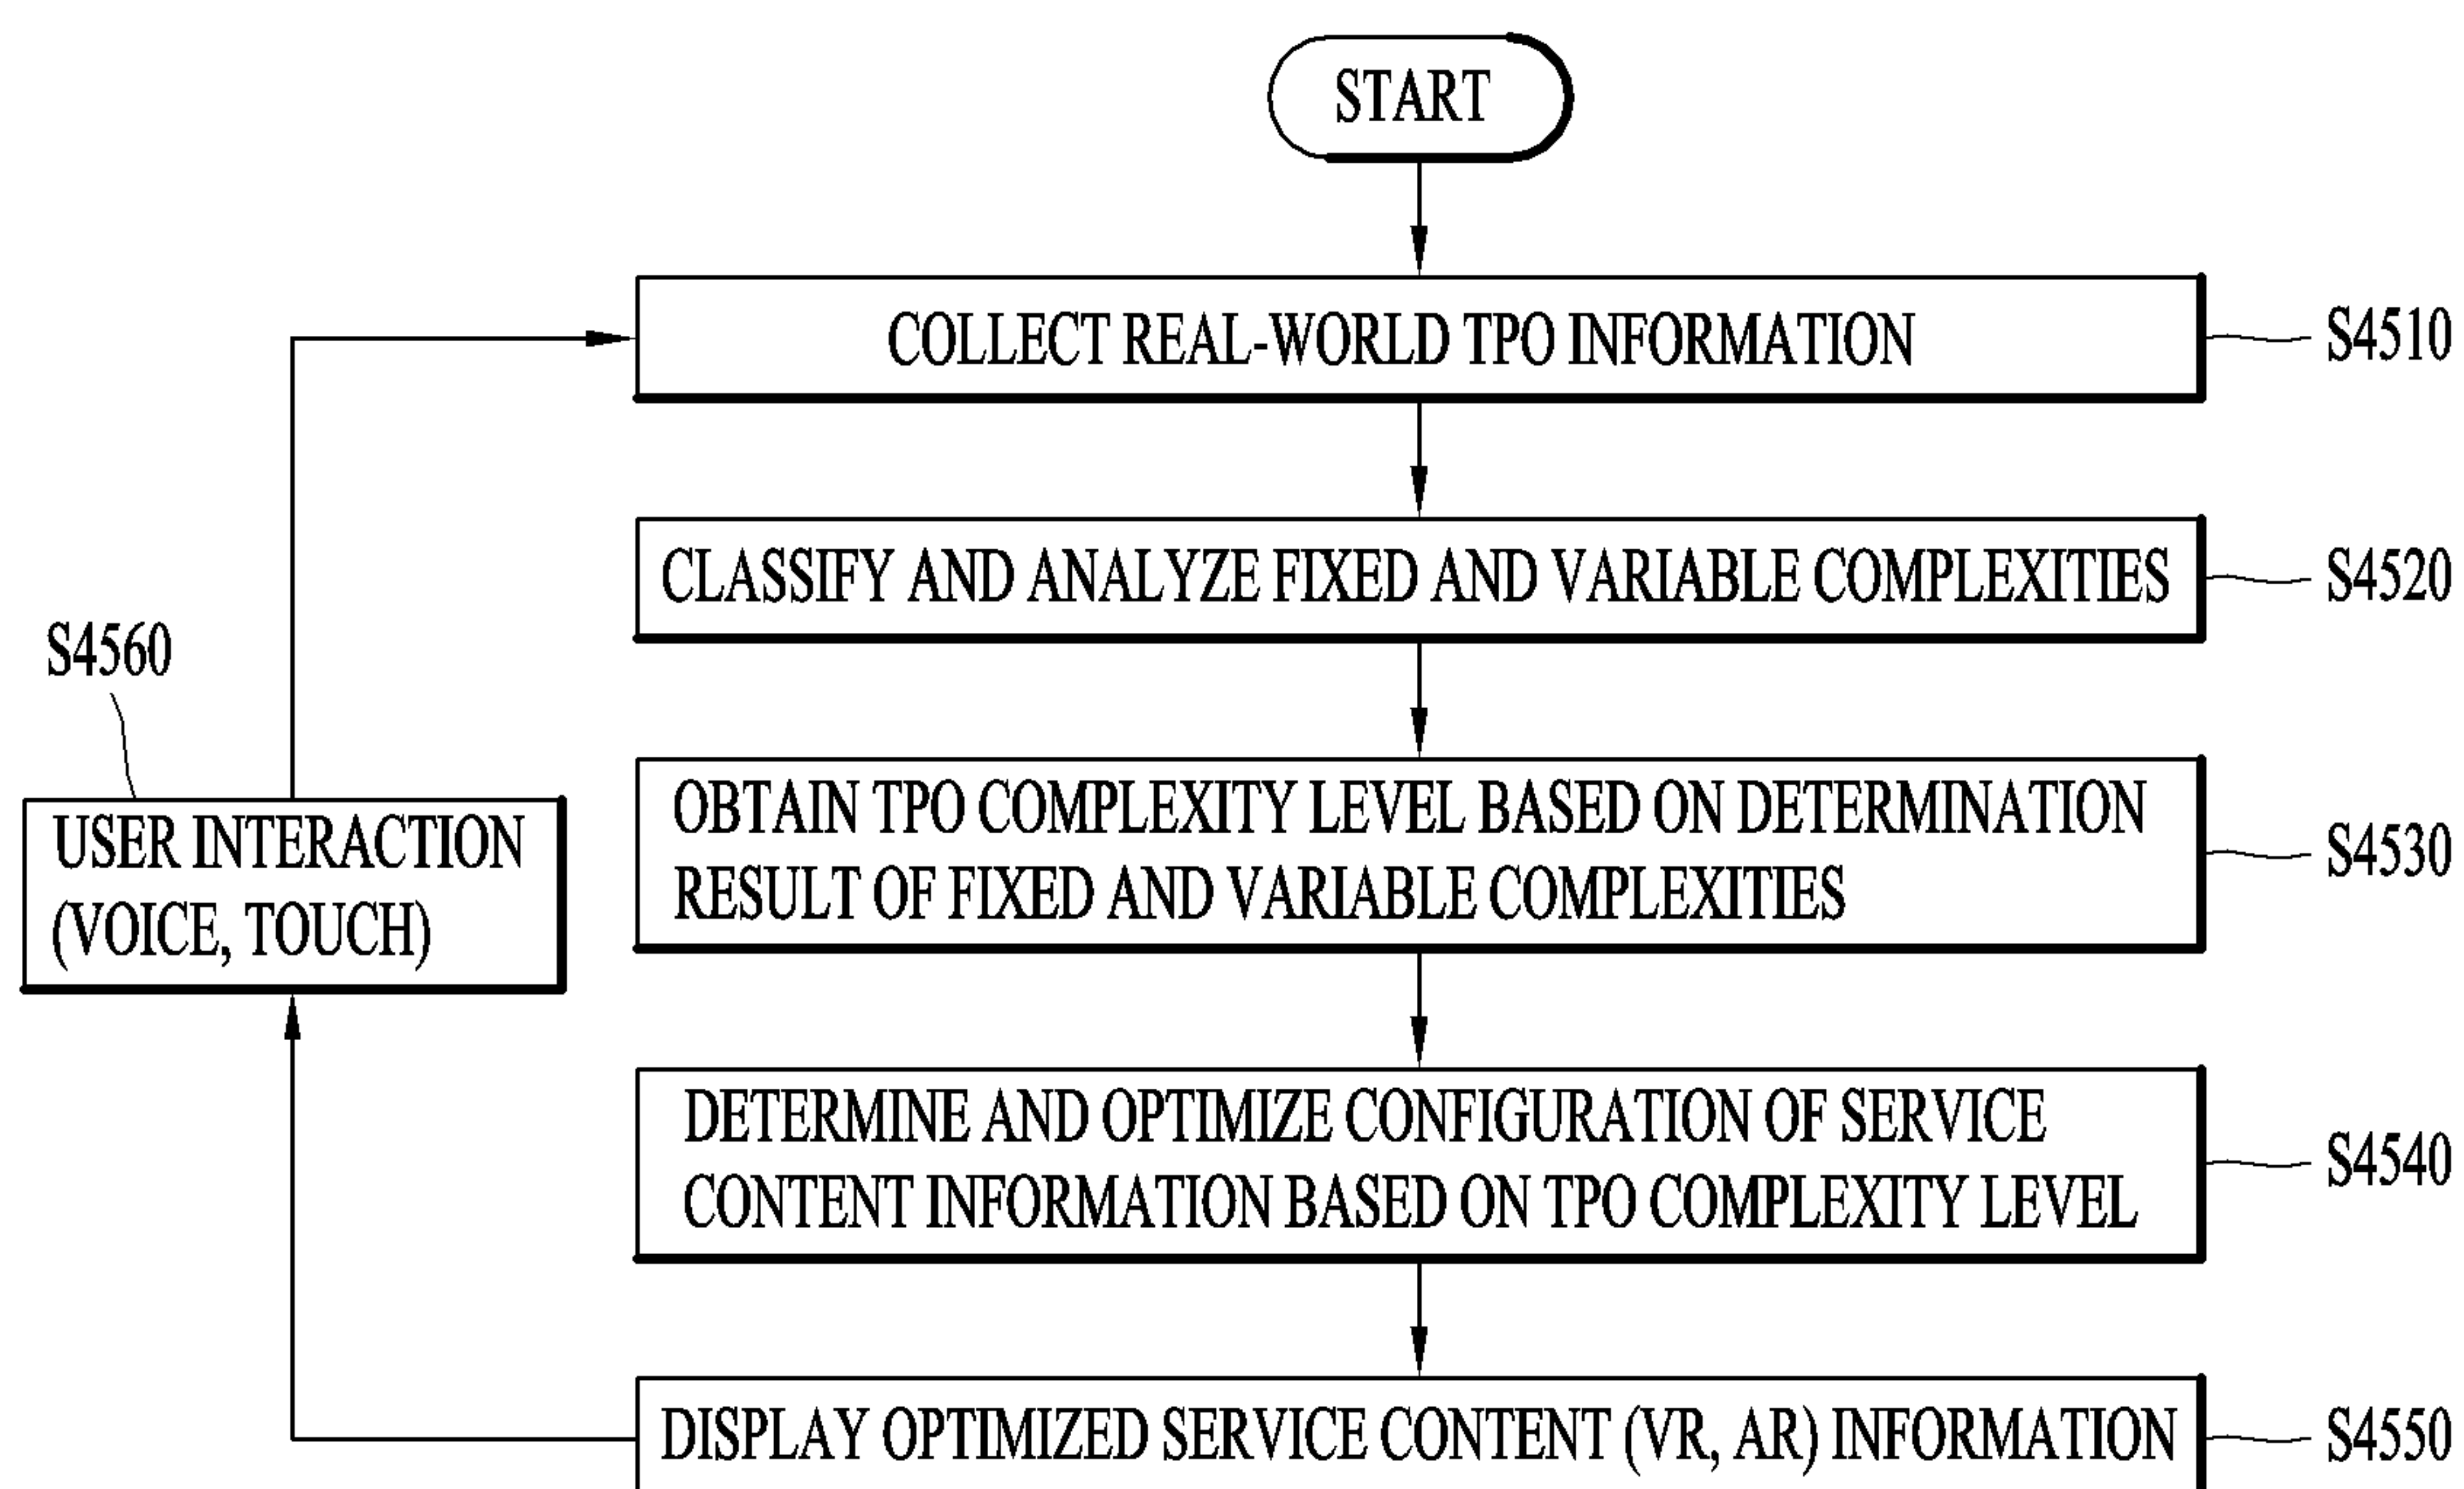 START
COLLECT REAL-WORLD TPO INFORMATION
S4510
CLASSIFY AND ANALYZE FIXED AND VARIABLE COMPLEXITIES
S4520
S4560
USER INTERACTION
(VOICE, TOUCH)
OBTAIN TPO COMPLEXITY LEVEL BASED ON DETERMINATION
RESULT OF FIXED AND VARIABLE COMPLEXITIES
S4530
DETERMINE AND OPTIMIZE CONFIGURATION OF SERVICE
CONTENT INFORMATION BASED ON TPO COMPLEXITY LEVEL
S4540
DISPLAY OPTIMIZED SERVICE CONTENT (VR, AR) INFORMATION
S4550